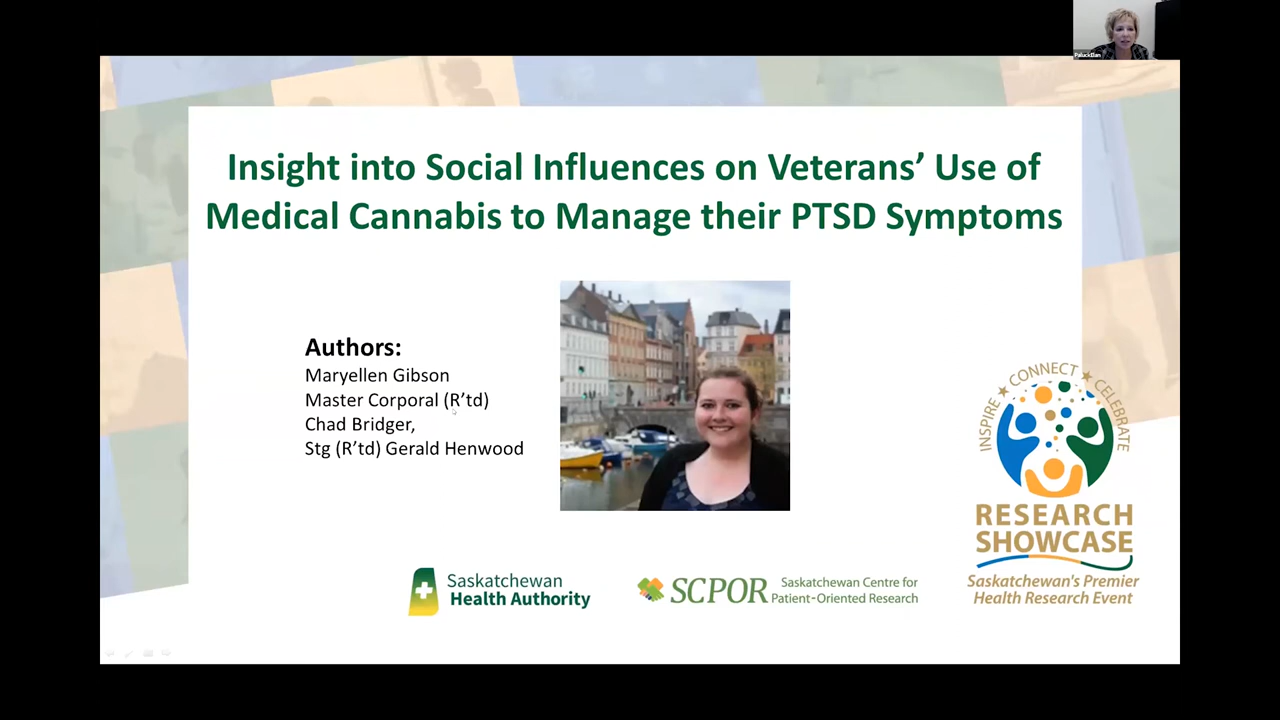 PaluckElan
Insight into Social Influences on Veterans’ Use of
Medical Cannabis to Manage their PTSD Symptoms
Authors:
Maryellen Gibson
Master Corporal (R’td)
Chad Bridger,
Stg (R’td) Gerald Henwood
INSPIRE ★ CONNECT ★ CELEBRATE
RESEARCH
SHOWCASE
Saskatchewan's Premier
Health Research Event
Saskatchewan
Health Authority
SCPOR
Saskatchewan Centre for
Patient-Oriented Research